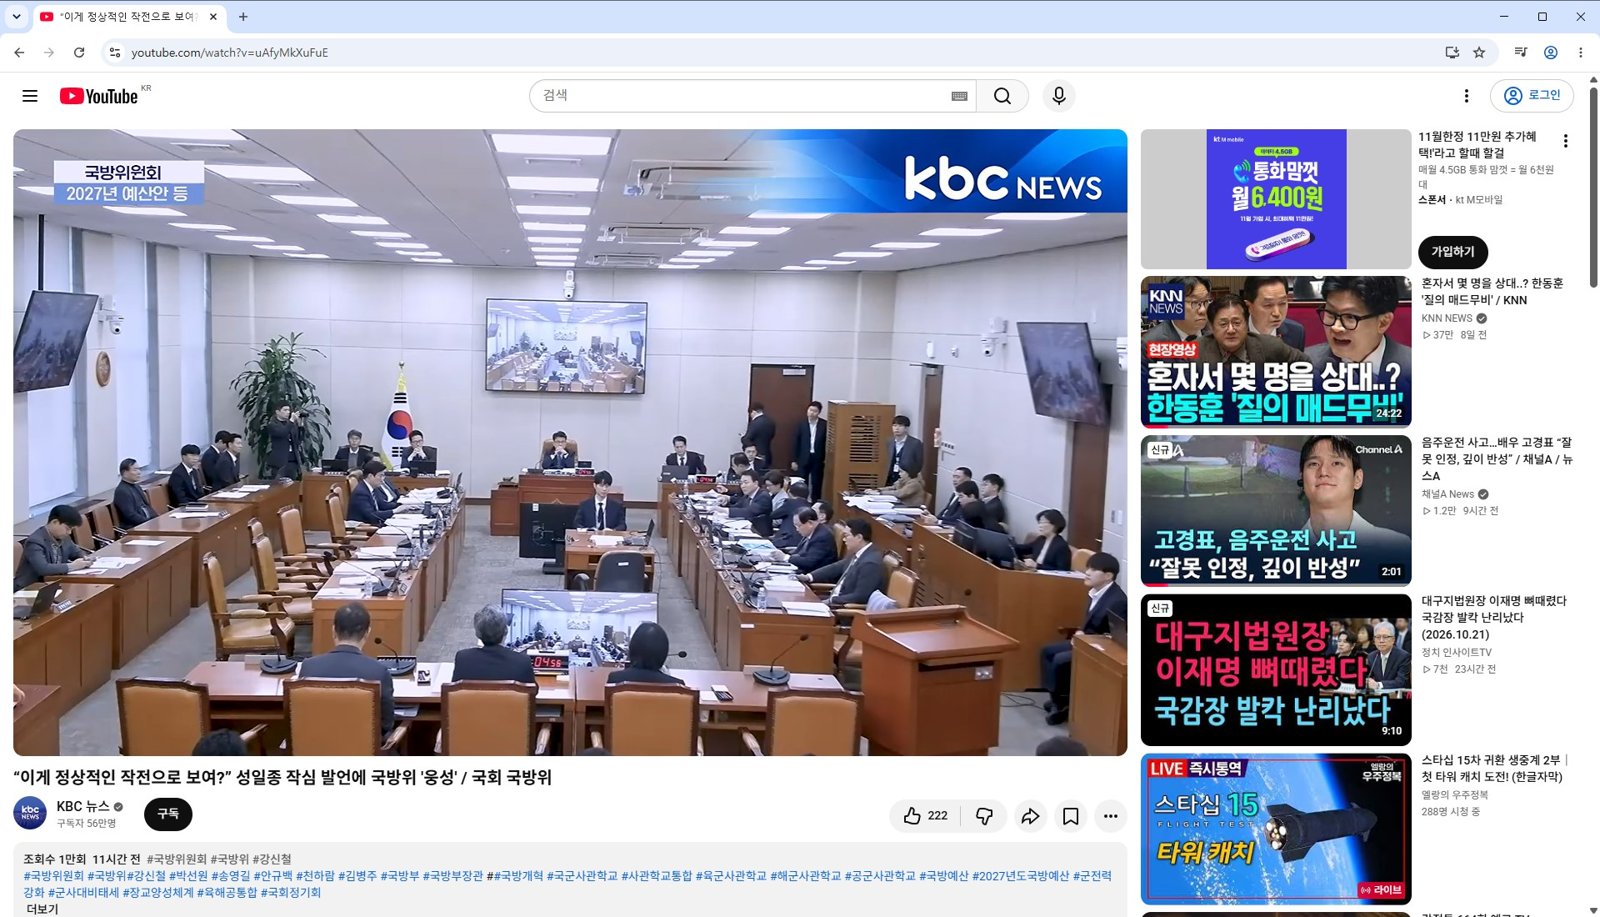 “이게 정상적인 작전으로 보여?
youtube.com/watch?v=uAfyMkXuFuE
YouTube KR
검색
로그인
국방위원회
2027년 예산안 등
kbc NEWS
04:56
“이게 정상적인 작전으로 보여?” 성일종 작심 발언에 국방위 '웅성' / 국회 국방위
kbc NEWS
KBC 뉴스
구독자 56만명
구독
222
조회수 1만회 11시간 전 #국방위원회 #국방위 #강신철
#국방위원회 #국방위#강신철 #박선원 #송영길 #안규백 #천하람 #김병주 #국방부 #국방부장관 ##국방개혁 #국군사관학교 #사관학교통합 #육군사관학교 #해군사관학교 #공군사관학교 #국방예산 #2027년도국방예산 #군전력
강화 #군사대비태세 #장교양성체계 #육해공통합 #국회정기회
더보기
kt M mobile
데이터 4.5GB
통화맘껏
월 6,400원
11월한정 11만원 추가혜
택!'라고 할때 할걸
매월 4.5GB 통화 맘껏 = 월 6천원
대
스폰서 · kt M모바일
가입하기
KNN
NEWS
현장영상
혼자서 몇 명을 상대..?
한동훈 '질의 매드무비'
24:22
혼자서 몇 명을 상대..? 한동훈
'질의 매드무비' / KNN
KNN NEWS
37만 8일 전
신규
Channel A
고경표, 음주운전 사고
“잘못 인정, 깊이 반성”
2:01
음주운전 사고...배우 고경표 “잘
못 인정, 깊이 반성” / 채널A / 뉴
스A
채널A News
1.2만 9시간 전
신규
대구지법원장
이재명 뼈때렸다
국감장 발칵 난리났다
9:10
대구지법원장 이재명 뼈때렸다
국감장 발칵 난리났다
(2026.10.21)
정치 인사이트TV
7천 23시간 전
LIVE 즉시통역
엘랑의
우주정복
스타십 15
FLIGHT TEST
타워 캐치
라이브
스타십 15차 귀환 생중계 2부 |
첫 타워 캐치 도전! (한글자막)
엘랑의 우주정복
288명 시청 중